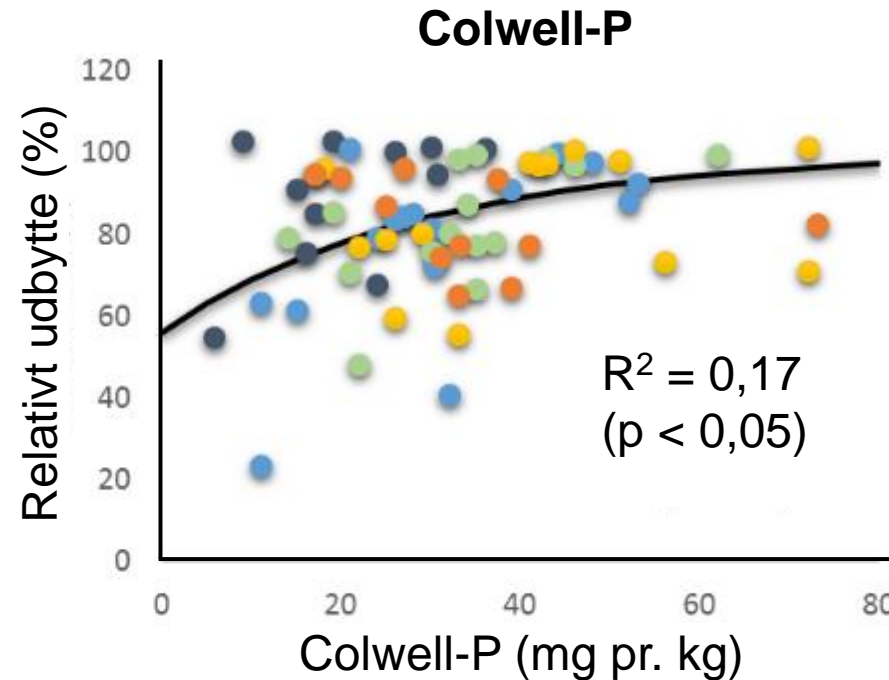 Colwell-P
Relativt udbytte (%)
120
100
80
60
40
20
0
R² = 0,17
(p < 0,05)
0 20 40 60 80
Colwell-P (mg pr. kg)